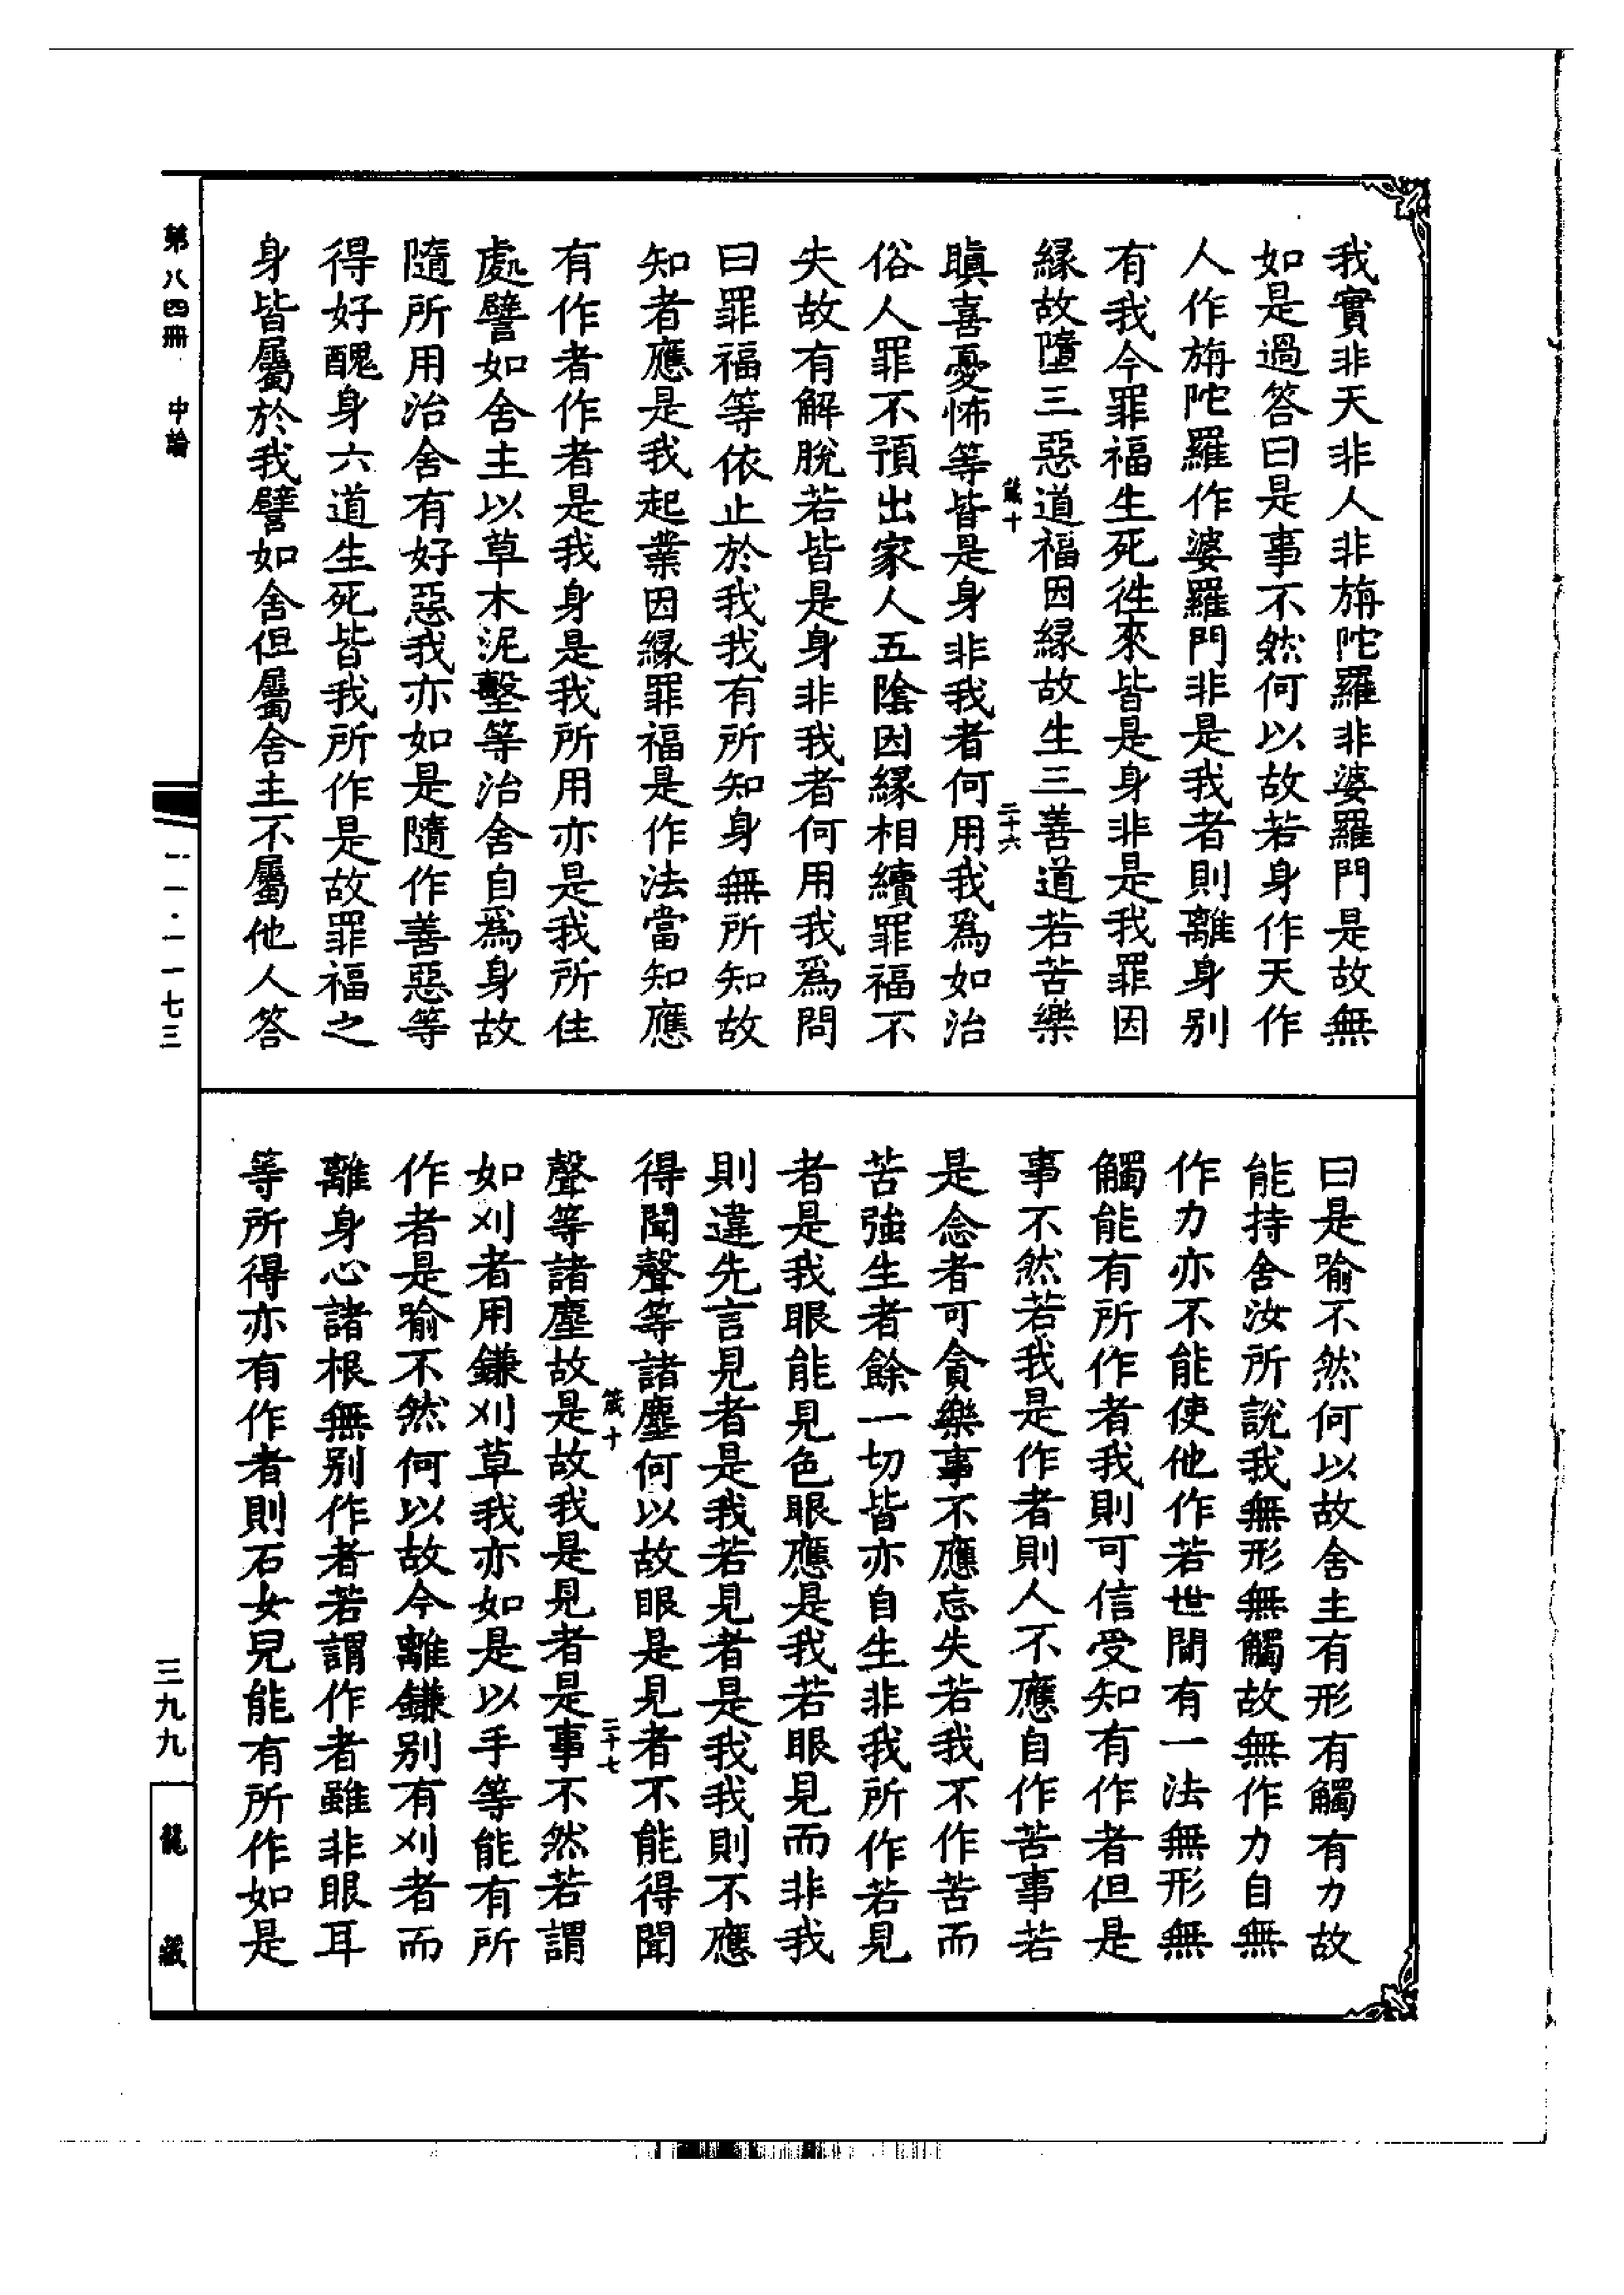 我實非天非人非旃陀羅非婆羅門是故無
如是過答曰是事不然何以故若身作天作
人作旃陀羅作婆羅門非是我者則離身别
有我今罪福生死徃來皆是身非是我罪因
緣故墮三惡道福因緣故生三善道若苦樂
箴十 二十六
瞋喜憂怖等皆是身非我者何用我爲如治
俗人罪不預出家人五陰因緣相續罪福不
失故有解脫若皆是身非我者何用我爲問
曰罪福等依止於我我有所知身無所知故
知者應是我起業因緣罪福是作法當知應
有作者作者是我身是我所用亦是我所住
處譬如舍主以草木泥墼等治舍自爲身故
隨所用治舍有好惡我亦如是隨作善惡等
得好醜身六道生死皆我所作是故罪福之
身皆屬於我譬如舍但屬舍主不屬他人答
曰是喻不然何以故舍主有形有觸有力故
能持舍汝所說我無形無觸故無作力自無
作力亦不能使他作若世間有一法無形無
觸能有所作者我則可信受知有作者但是
事不然若我是作者則人不應自作苦事若
是念者可貪樂事不應忘失若我不作苦而
苦強生者餘一切皆亦自生非我所作若見
者是我眼能見色眼應是我若眼見而非我
則違先言見者是我若見者是我我則不應
得聞聲等諸塵何以故眼是見者不能得聞
箴十 二十七
聲等諸塵故是故我是見者是事不然若謂
如刈者用鎌刈草我亦如是以手等能有所
作者是喻不然何以故今離鎌别有刈者而
離身心諸根無别作者若謂作者雖非眼耳
等所得亦有作者則石女兒能有所作如是
第八四冊 中論
一一·一一七三
三九九
龍藏